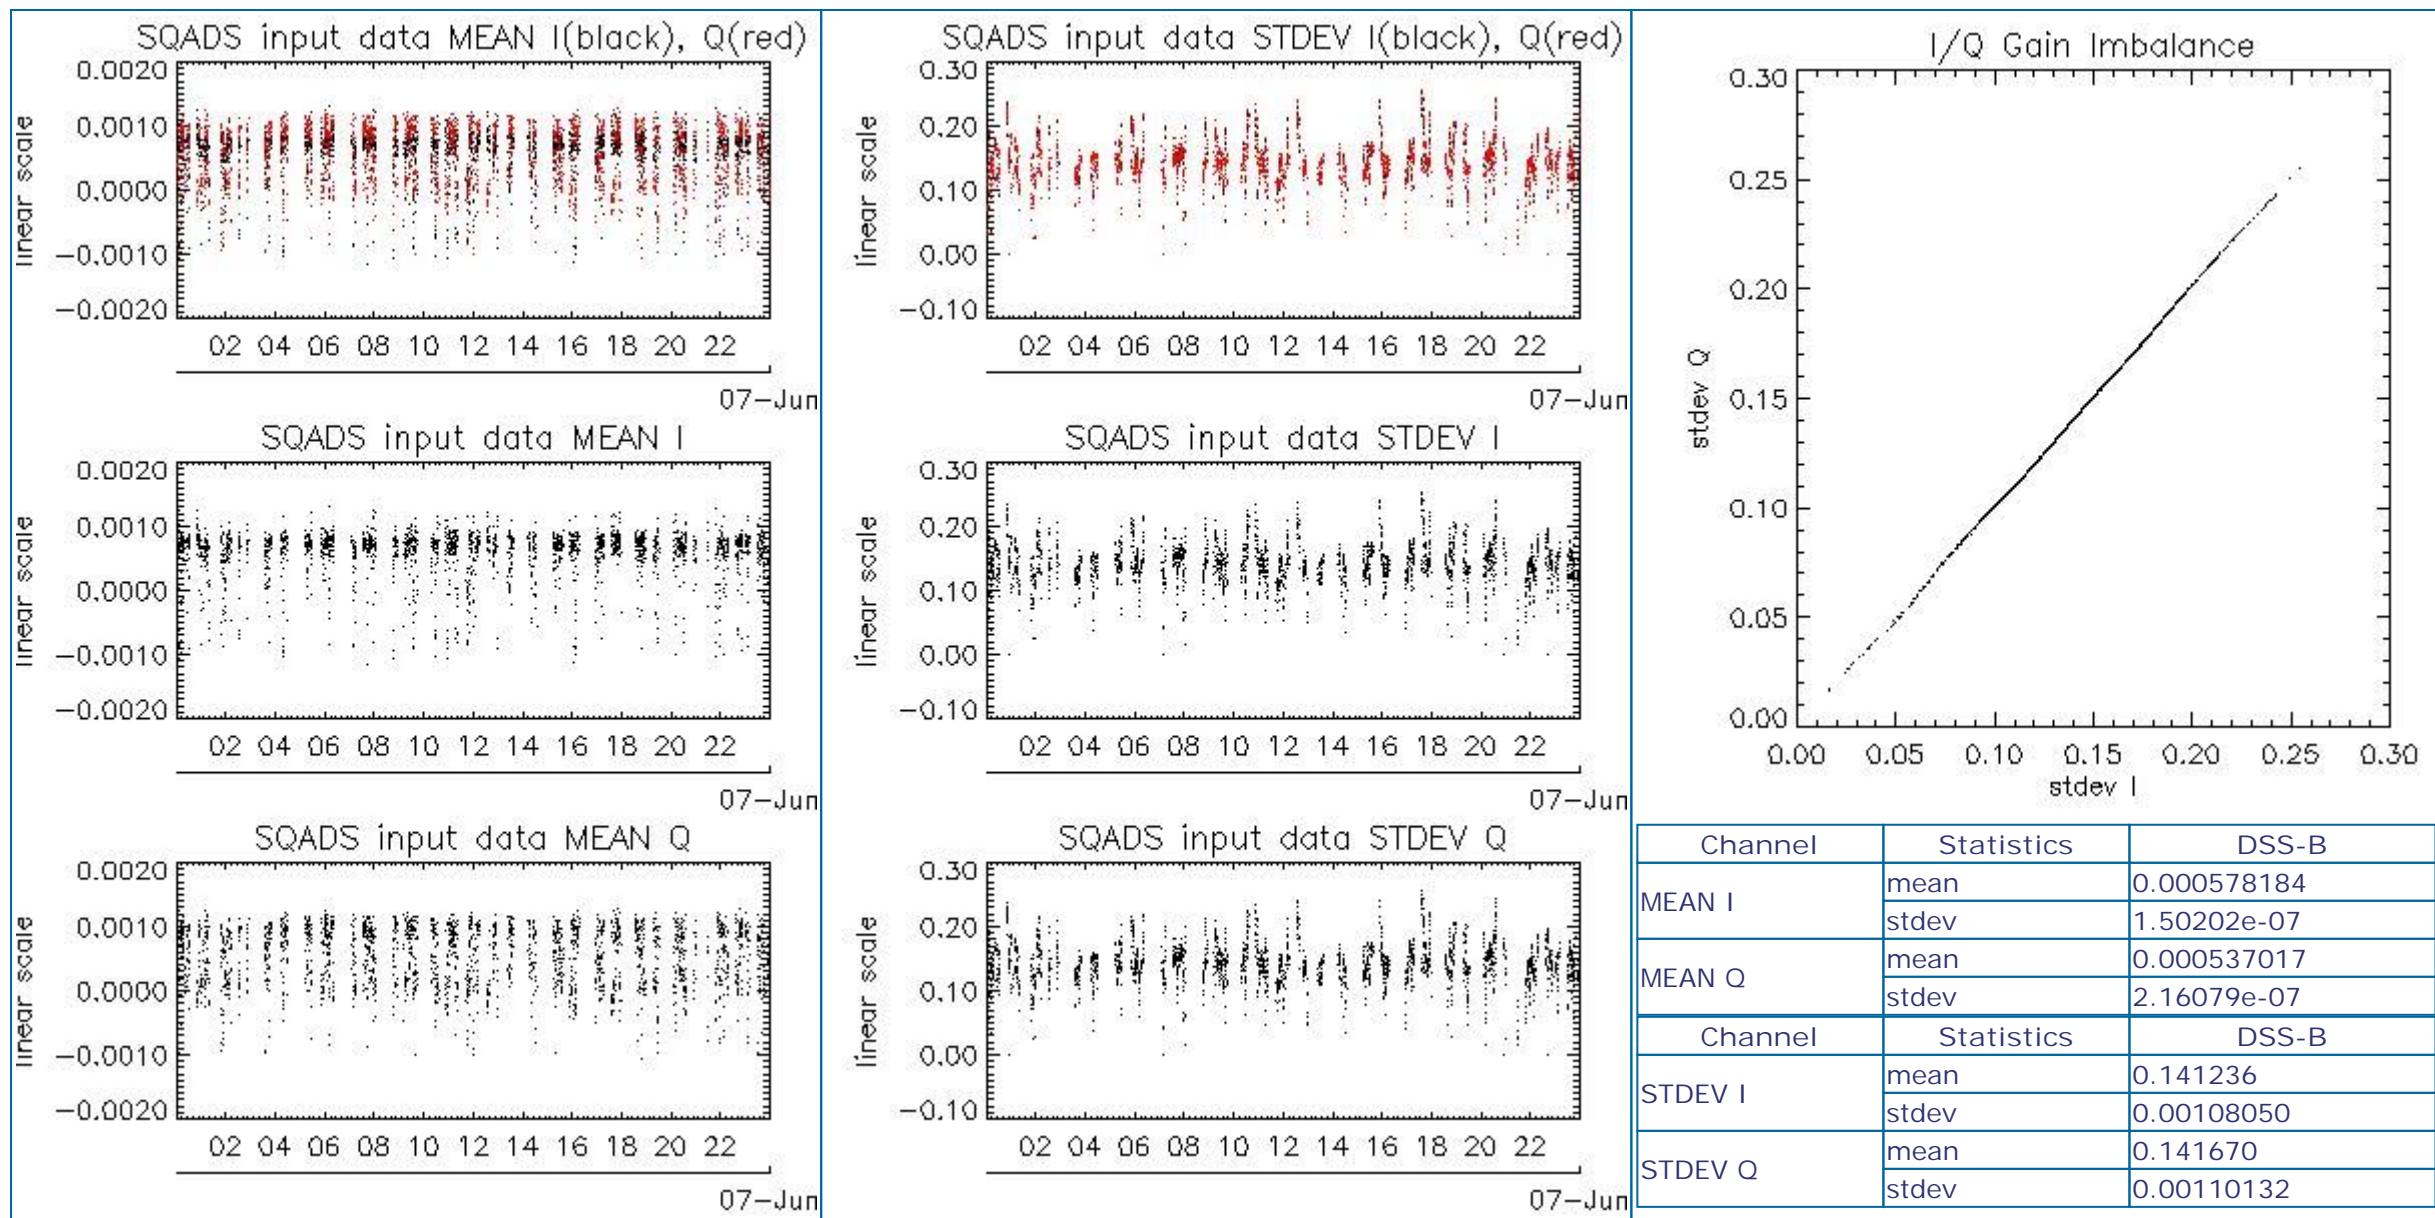 SQADS input data MEAN I(black), Q(red)
0.0020
0.0010
0.0000
−0.0010
−0.0020
linear scale
02 04 06 08 10 12 14 16 18 20 22
07-Jun
SQADS input data MEAN I
0.0020
0.0010
0.0000
−0.0010
−0.0020
linear scale
02 04 06 08 10 12 14 16 18 20 22
07-Jun
SQADS input data MEAN Q
0.0020
0.0010
0.0000
−0.0010
−0.0020
linear scale
02 04 06 08 10 12 14 16 18 20 22
07-Jun
SQADS input data STDEV I(black), Q(red)
0.30
0.20
0.10
0.00
−0.10
linear scale
02 04 06 08 10 12 14 16 18 20 22
07-Jun
SQADS input data STDEV I
0.30
0.20
0.10
0.00
−0.10
linear scale
02 04 06 08 10 12 14 16 18 20 22
07-Jun
SQADS input data STDEV Q
0.30
0.20
0.10
0.00
−0.10
linear scale
02 04 06 08 10 12 14 16 18 20 22
07-Jun
I/Q Gain Imbalance
0.30
0.25
0.20
0.15
0.10
0.05
0.00
stdev Q
0.00 0.05 0.10 0.15 0.20 0.25 0.30
stdev I
Channel Statistics DSS-B
MEAN I mean 0.000578184
stdev 1.50202e-07
MEAN Q mean 0.000537017
stdev 2.16079e-07
Channel Statistics DSS-B
STDEV I mean 0.141236
stdev 0.00108050
STDEV Q mean 0.141670
stdev 0.00110132